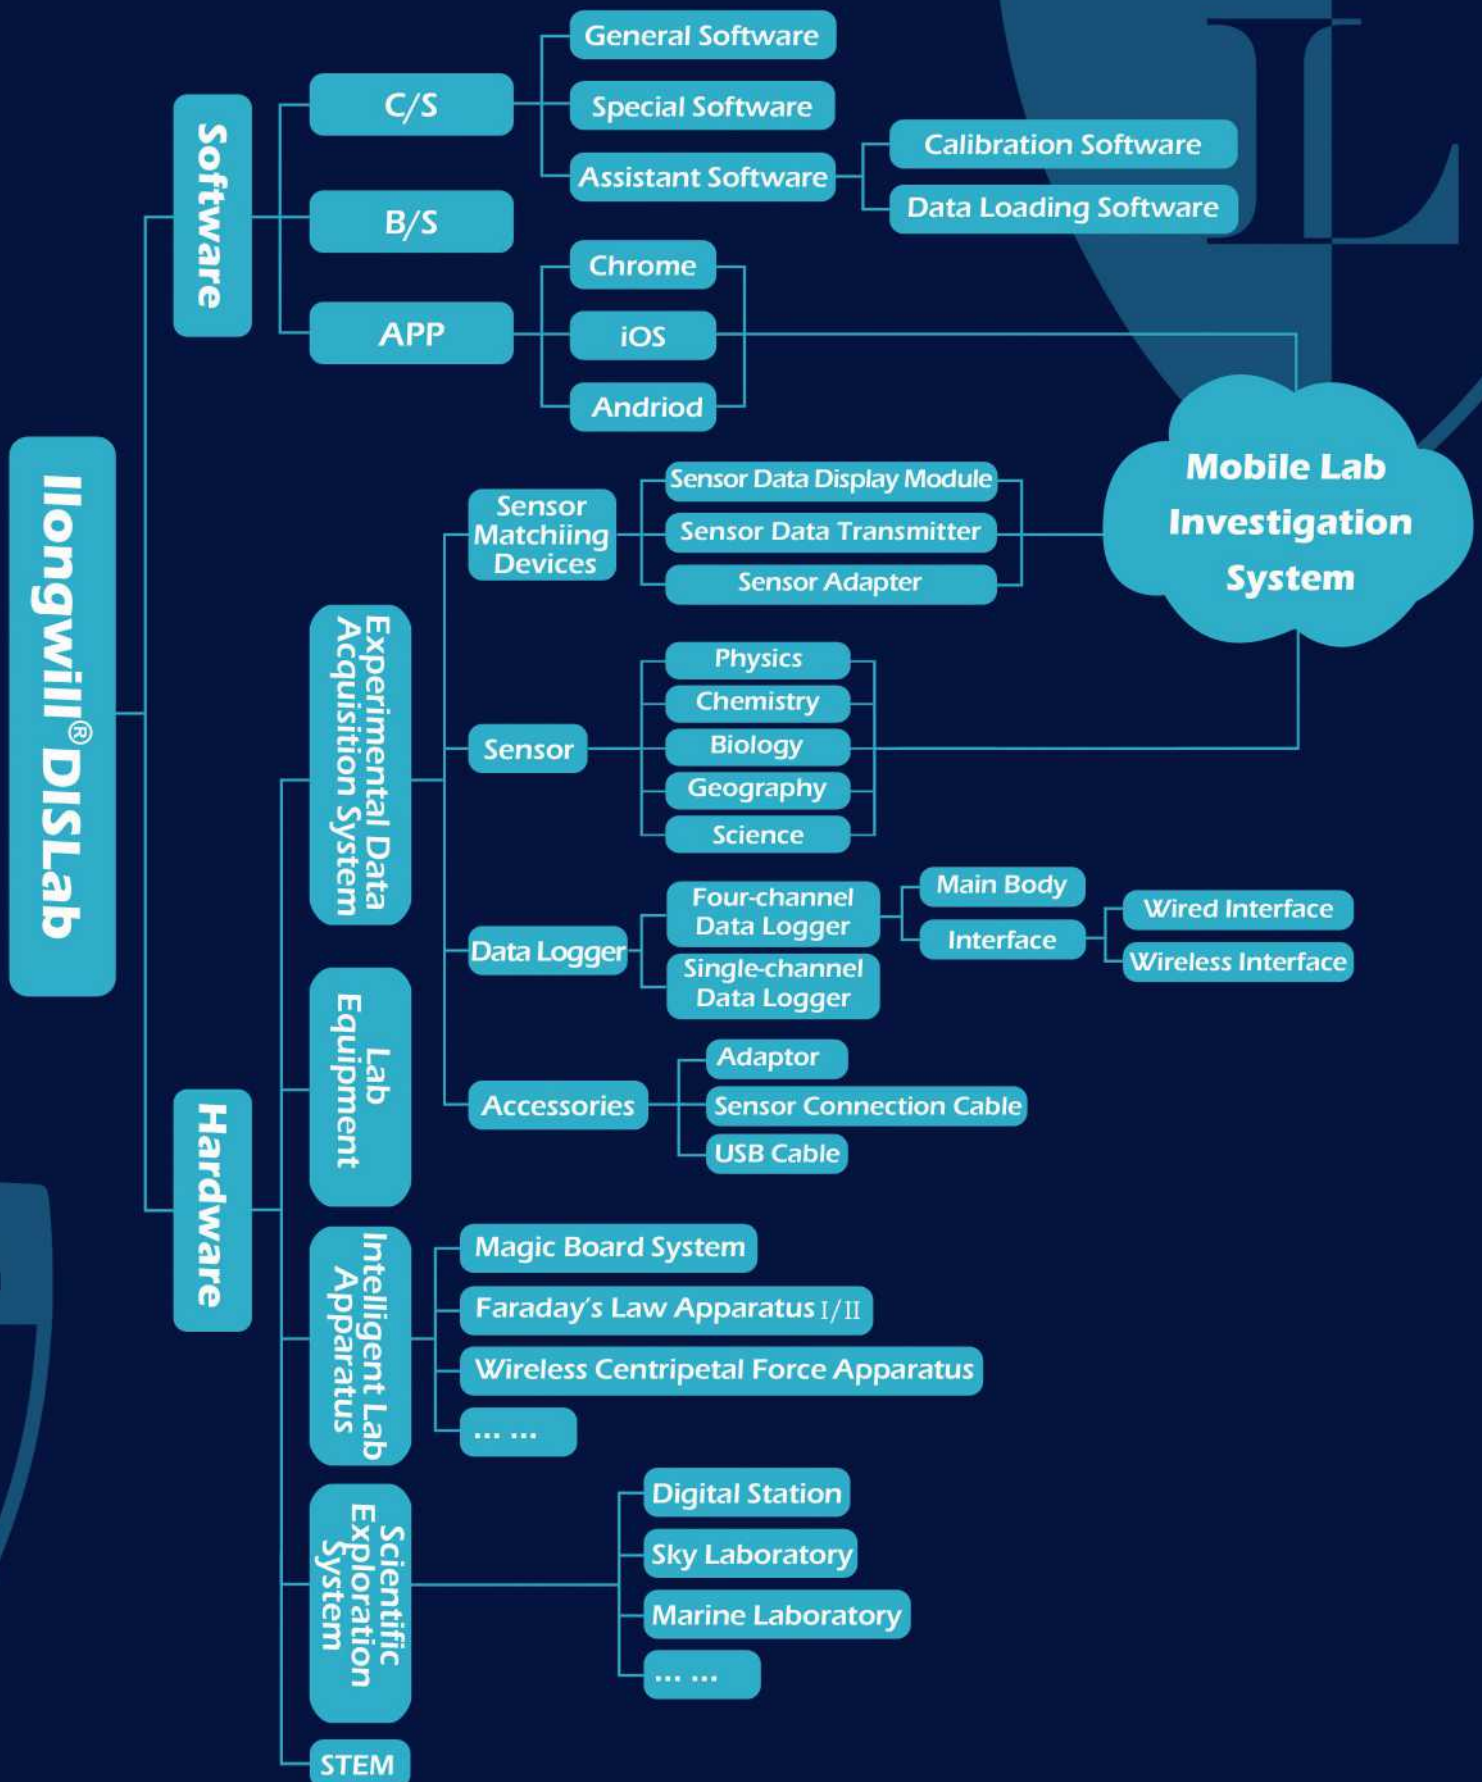 llongwill® DISLab
Software
C/S
General Software
Special Software
Assistant Software
Calibration Software
Data Loading Software
B/S
APP
Chrome
iOS
Andriod
Mobile Lab
Investigation
System
Hardware
Experimental Data
Acquisition System
Sensor
Matchiing
Devices
Sensor Data Display Module
Sensor Data Transmitter
Sensor Adapter
Sensor
Physics
Chemistry
Biology
Geography
Science
Data Logger
Four-channel
Data Logger
Main Body
Interface
Wired Interface
Wireless Interface
Single-channel
Data Logger
Accessories
Adaptor
Sensor Connection Cable
USB Cable
Lab
Equipment
Intelligent Lab
Apparatus
Magic Board System
Faraday's Law Apparatus I/II
Wireless Centripetal Force Apparatus
... ...
Scientific
Exploration
System
Digital Station
Sky Laboratory
Marine Laboratory
... ...
STEM